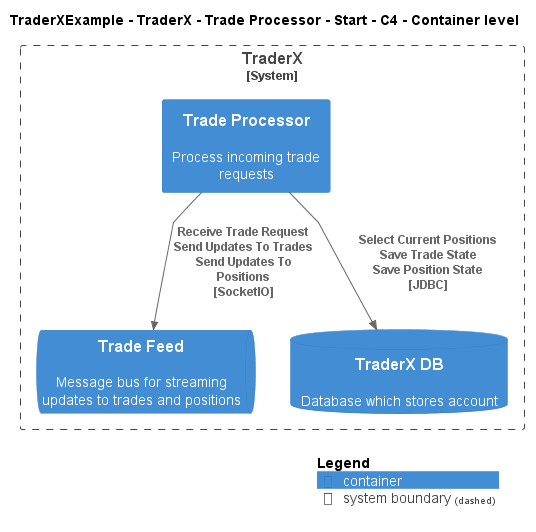 TraderXExample - TraderX - Trade Processor - Start - C4 - Container level
TraderX
[System]
Trade Processor
Process incoming trade
requests
Receive Trade Request
Send Updates To Trades
Send Updates To
Positions
[SocketIO]
Select Current Positions
Save Trade State
Save Position State
[JDBC]
Trade Feed
Message bus for streaming
updates to trades and positions
TraderX DB
Database which stores account
Legend
container
system boundary (dashed)